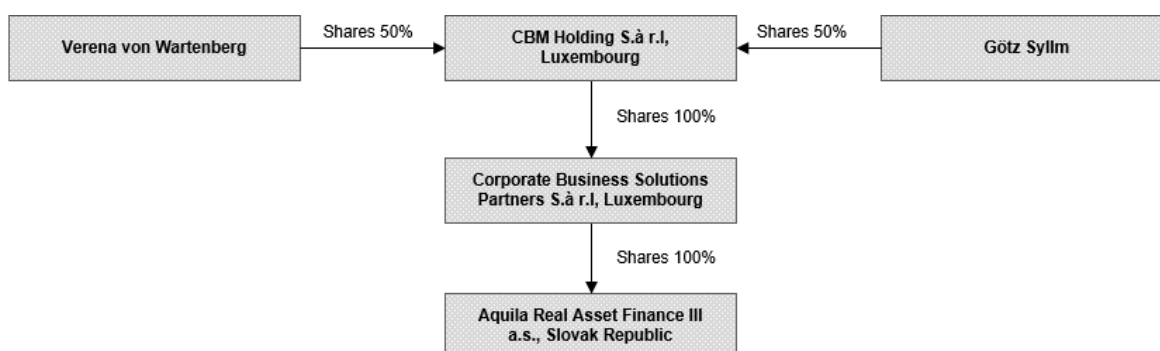 Verena von Wartenberg
Shares 50%
CBM Holding S.à r.l,
Luxembourg
Shares 50%
Götz Syllm
Shares 100%
Corporate Business Solutions
Partners S.à r.l, Luxembourg
Shares 100%
Aquila Real Asset Finance III
a.s., Slovak Republic